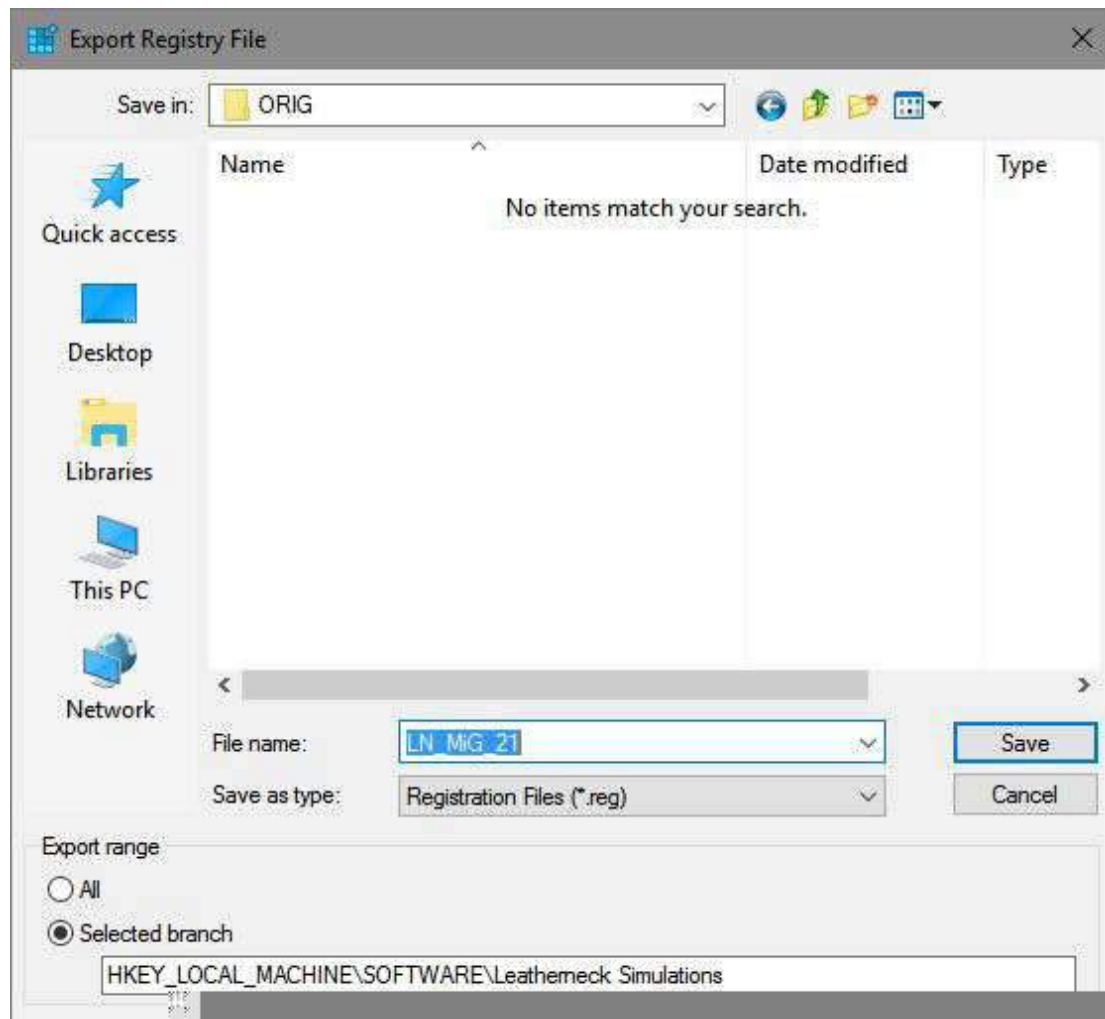 Export Registry File
Save in: ORIG
Name Date modified Type
No items match your search.
Quick access
Desktop
Libraries
This PC
Network
File name: LN_MiG_21 Save
Save as type: Registration Files (*.reg) Cancel
Export range
All
Selected branch
HKEY_LOCAL_MACHINE\SOFTWARE\Leatherneck Simulations